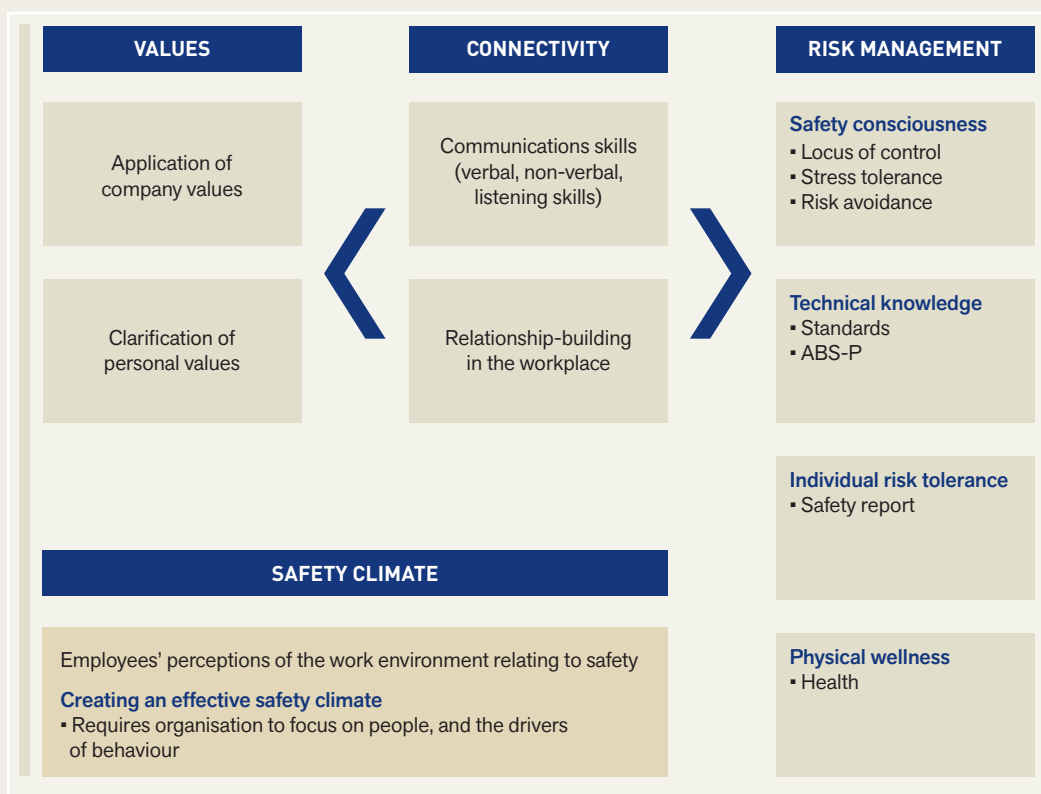 VALUES
Application of
company values
Clarification of
personal values
CONNECTIVITY
Communications skills
(verbal, non-verbal,
listening skills)
Relationship-building
in the workplace
RISK MANAGEMENT
Safety consciousness
▪ Locus of control
▪ Stress tolerance
▪ Risk avoidance
Technical knowledge
▪ Standards
▪ ABS-P
Individual risk tolerance
▪ Safety report
Physical wellness
▪ Health
SAFETY CLIMATE
Employees’ perceptions of the work environment relating to safety
Creating an effective safety climate
▪ Requires organisation to focus on people, and the drivers
of behaviour